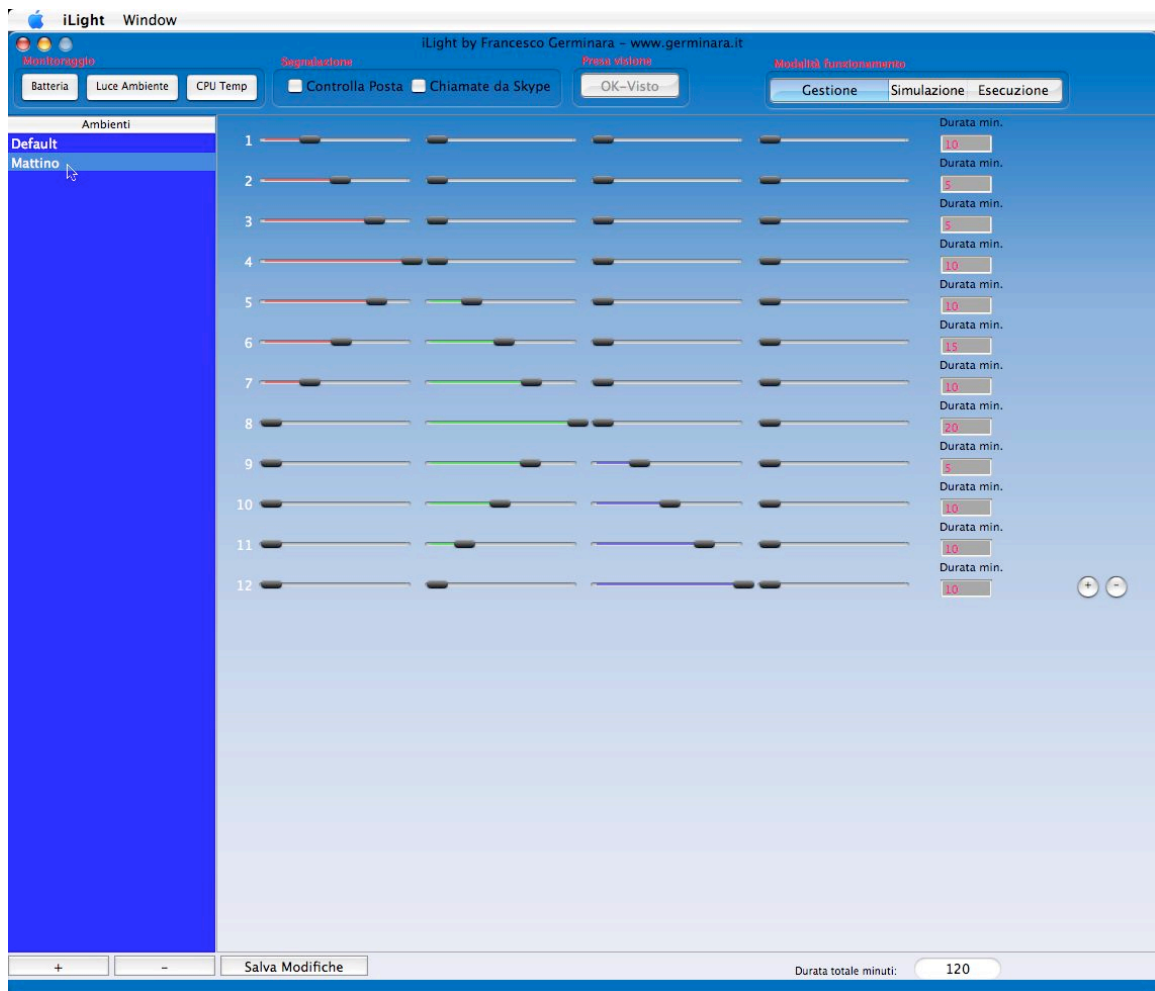 iLight Window
iLight by Francesco Germinara – www.germinara.it
Monitoraggio Segnalazione Presa visione Modalità funzionamento
Batteria Luce Ambiente CPU Temp Controlla Posta Chiamate da Skype OK–Visto Gestione Simulazione Esecuzione
Ambienti
Default
Mattino
Durata min.
1 10
Durata min.
2 5
Durata min.
3 5
Durata min.
4 10
Durata min.
5 10
Durata min.
6 15
Durata min.
7 10
Durata min.
8 20
Durata min.
9 5
Durata min.
10 10
Durata min.
11 10
Durata min.
12 10 + -
+ - Salva Modifiche Durata totale minuti: 120